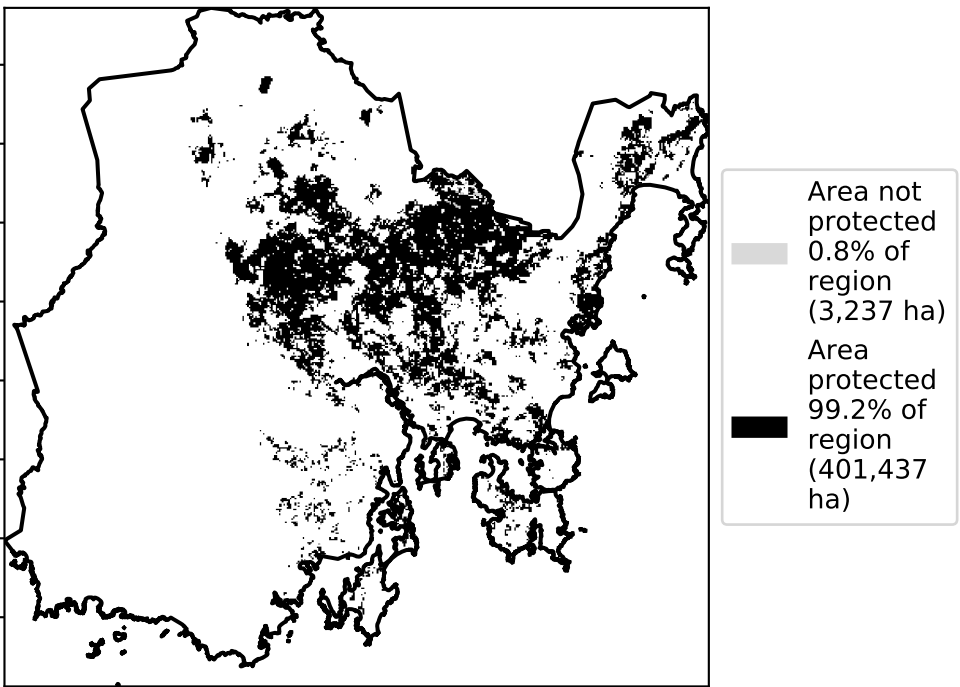 Area not
protected
0.8% of
region
(3,237 ha)
Area
protected
99.2% of
region
(401,437
ha)